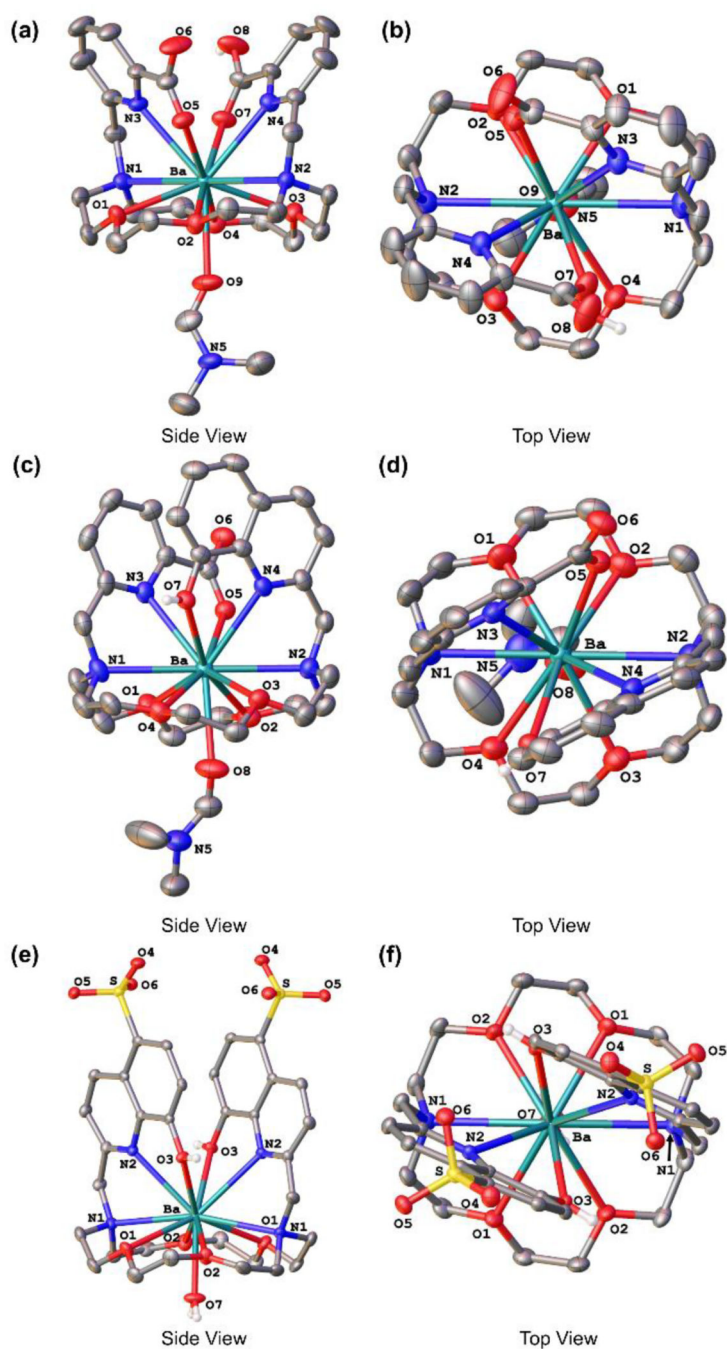 (a) (b)
O6 O8 O6 O1
O2 N3
N3 O5 O7 N4 O5
Ba N2 O9
N1 N2 N5 N1
O1 O3 Ba
O2 O4 N4 O7 O4
O9 O3 O8
N5
Side View Top View
(c) (d)
O6 O1 O6
N3 N4 O5 O2
O7 O5 N3
Ba Ba N2
N1 N2 N1 N5 N4
O1 O3 O8
O4 O2
O8 O4 O7 O3
N5
Side View Top View
(e) (f)
O4 O4
O5 S O6 O6 S O5 O2 O3 O1
O4 S O5
N1 O6 O7 N2
N2 O3 O3 N2 N2 Ba O6 N1
S
N1 Ba O1 N1 O5 O4 O3
O1 O2 O2 O1 O2
O7
Side View Top View